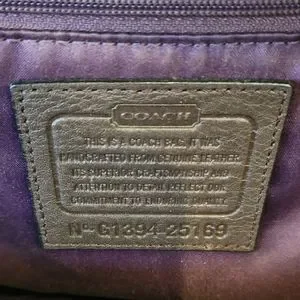 COACH
THIS IS A COACH BAG. IT WAS
HANDCRAFTED FROM GENUINE LEATHER.
ITS SUPERIOR CRAFTSMANSHIP AND
ATTENTION TO DETAIL REFLECT OUR
COMMITMENT TO ENDURING QUALITY.
Nº G1394-25169